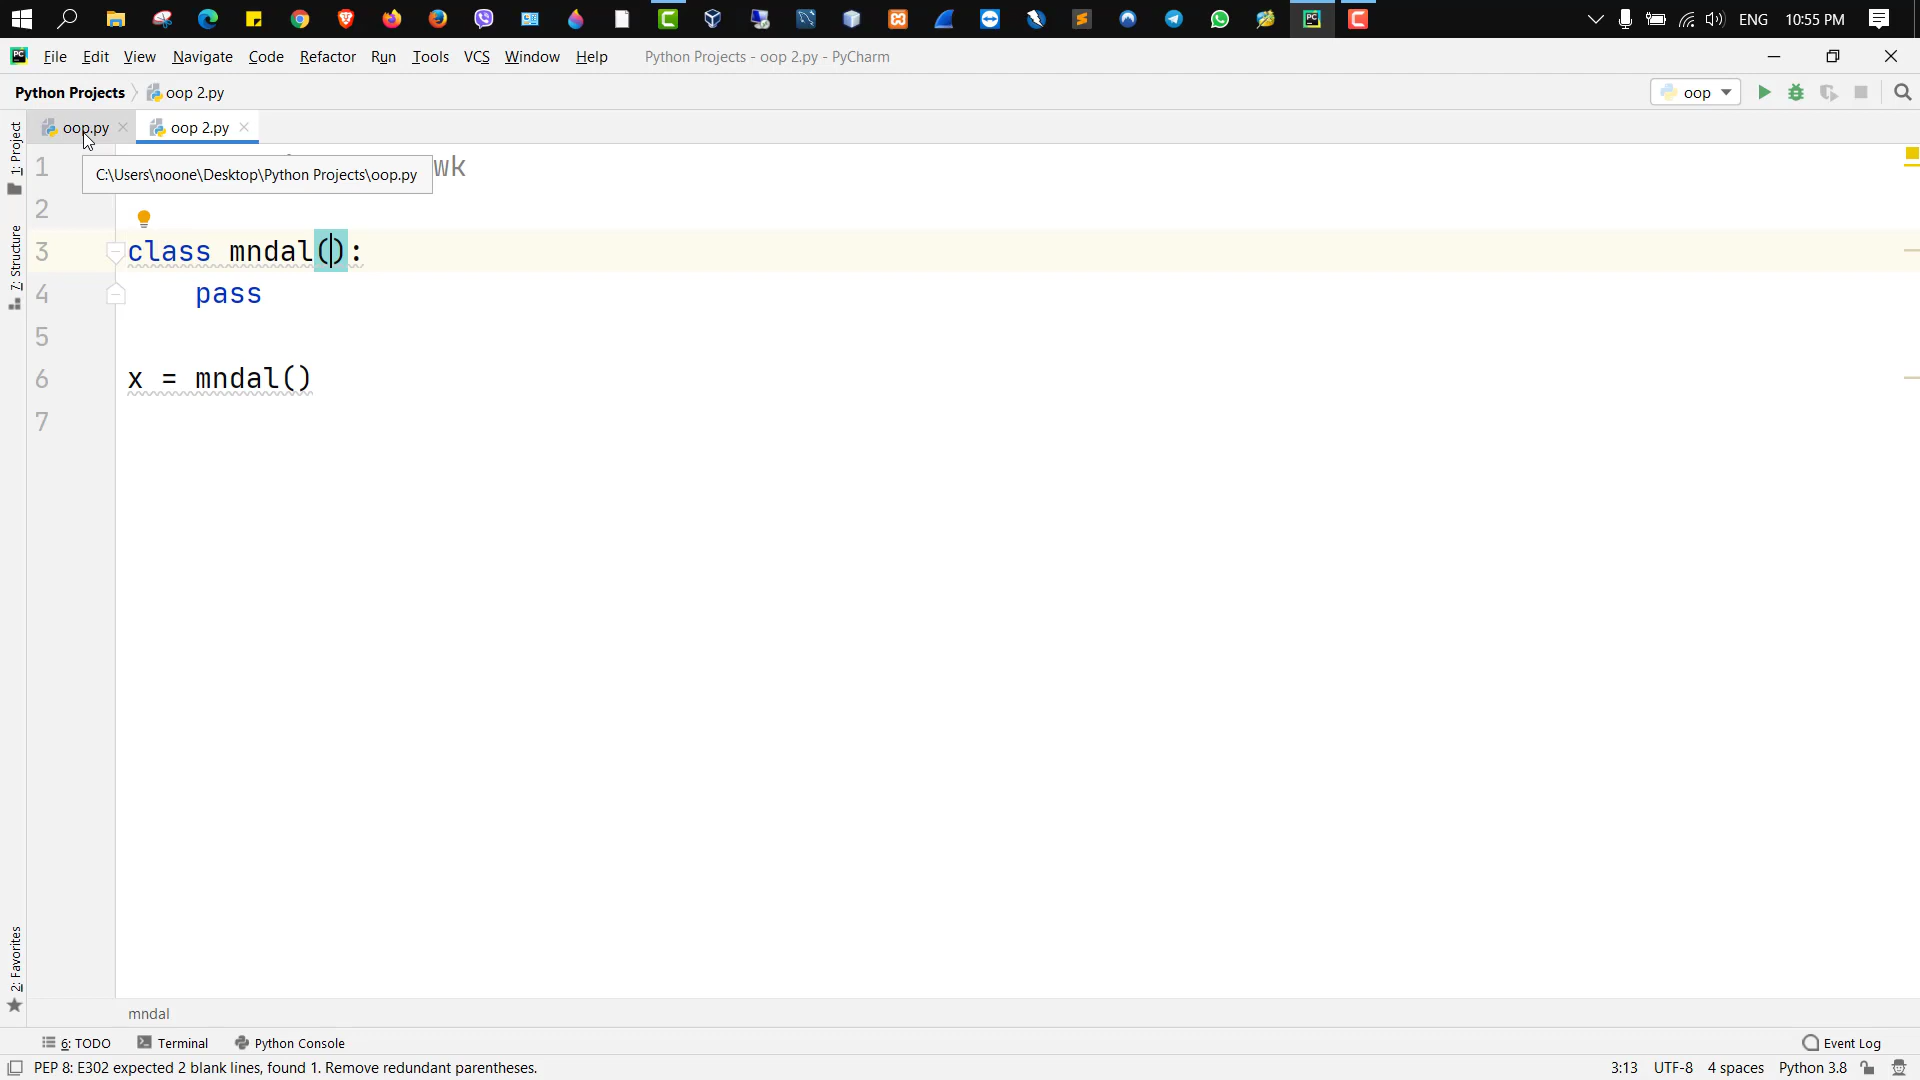 ENG 10:55 PM
File Edit View Navigate Code Refactor Run Tools VCS Window Help Python Projects - oop 2.py - PyCharm
Python Projects oop 2.py oop
oop.py oop 2.py
C:\Users\noone\Desktop\Python Projects\oop.py
1 wk
2
3 class mndal():
4 pass
5
6 x = mndal()
7
1: Project
7: Structure
2: Favorites
mndal
6: TODO Terminal Python Console Event Log
PEP 8: E302 expected 2 blank lines, found 1. Remove redundant parentheses. 3:13 UTF-8 4 spaces Python 3.8